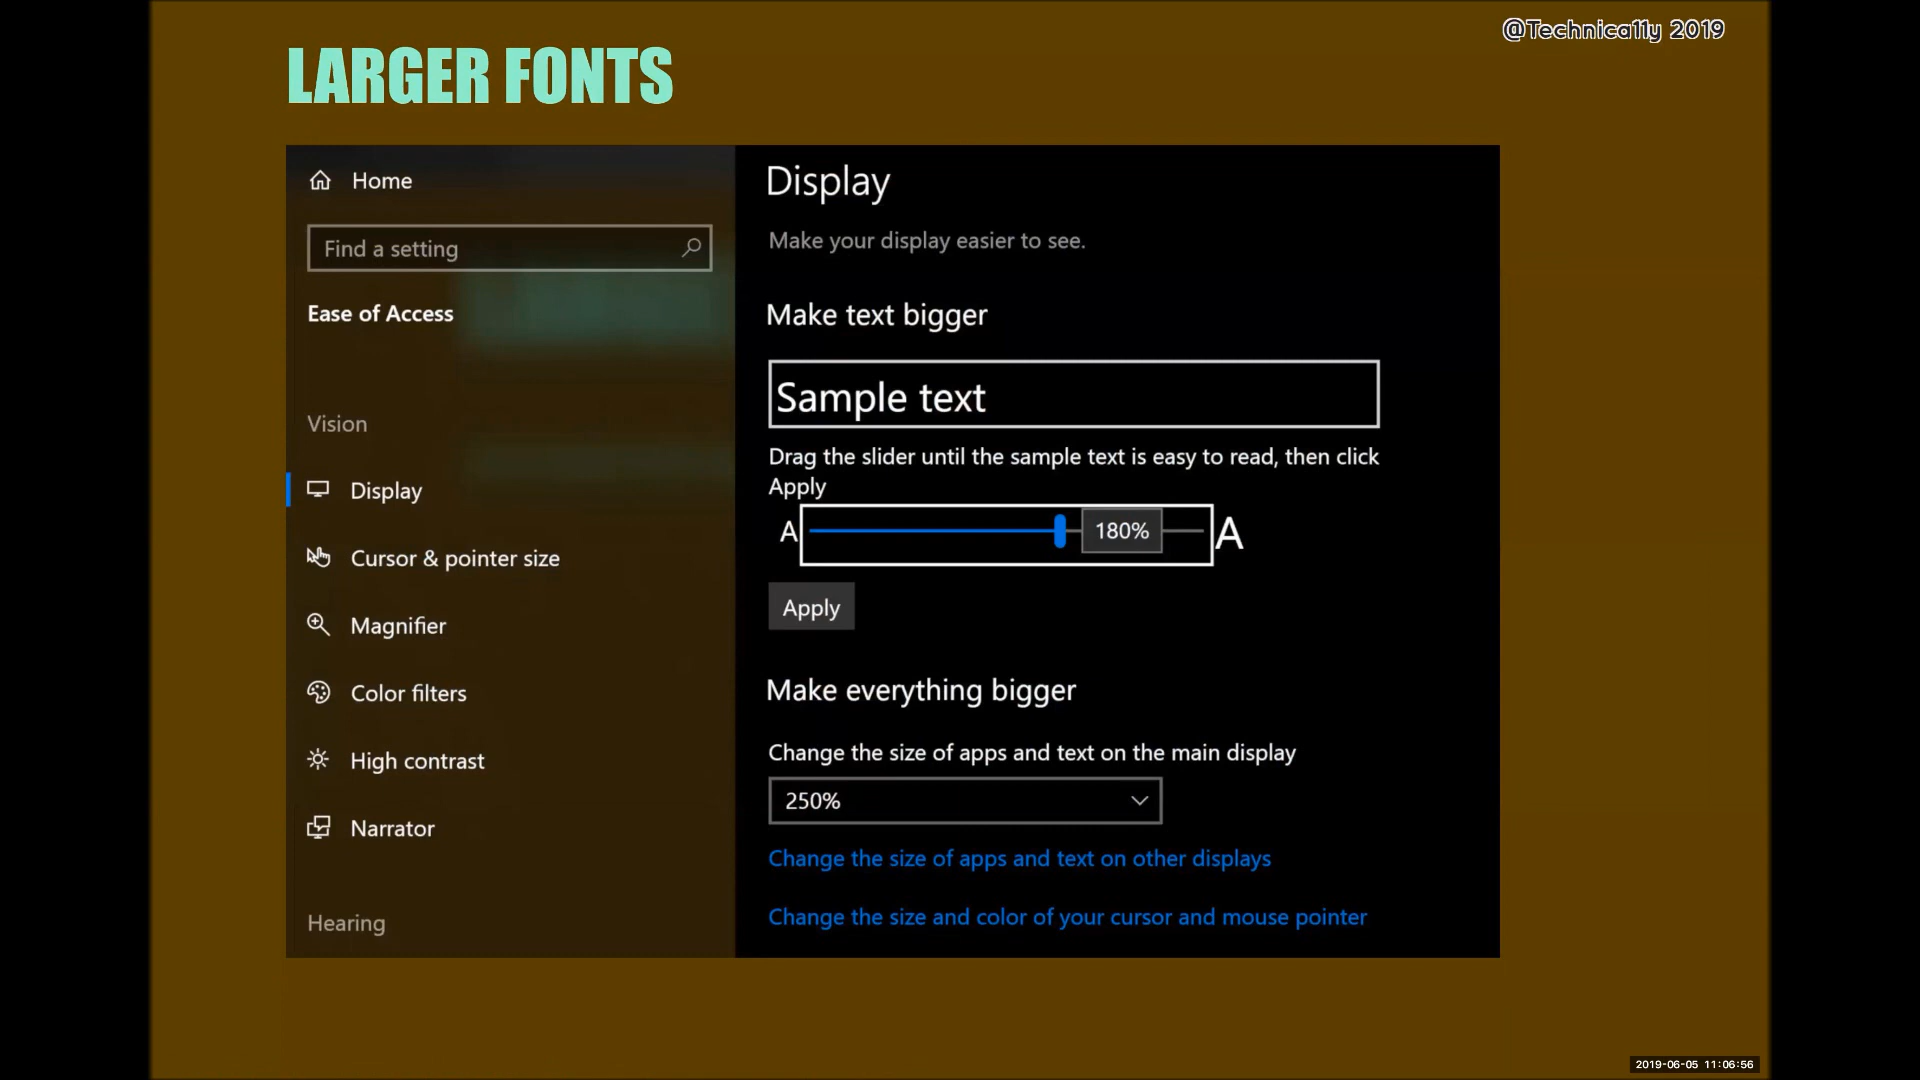 @Technica11y 2019
LARGER FONTS
Home
Find a setting
Ease of Access
Vision
Display
Cursor & pointer size
Magnifier
Color filters
High contrast
Narrator
Hearing
Display
Make your display easier to see.
Make text bigger
Sample text
Drag the slider until the sample text is easy to read, then click
Apply
A 180% A
Apply
Make everything bigger
Change the size of apps and text on the main display
250%
Change the size of apps and text on other displays
Change the size and color of your cursor and mouse pointer
2019-06-05 11:06:56